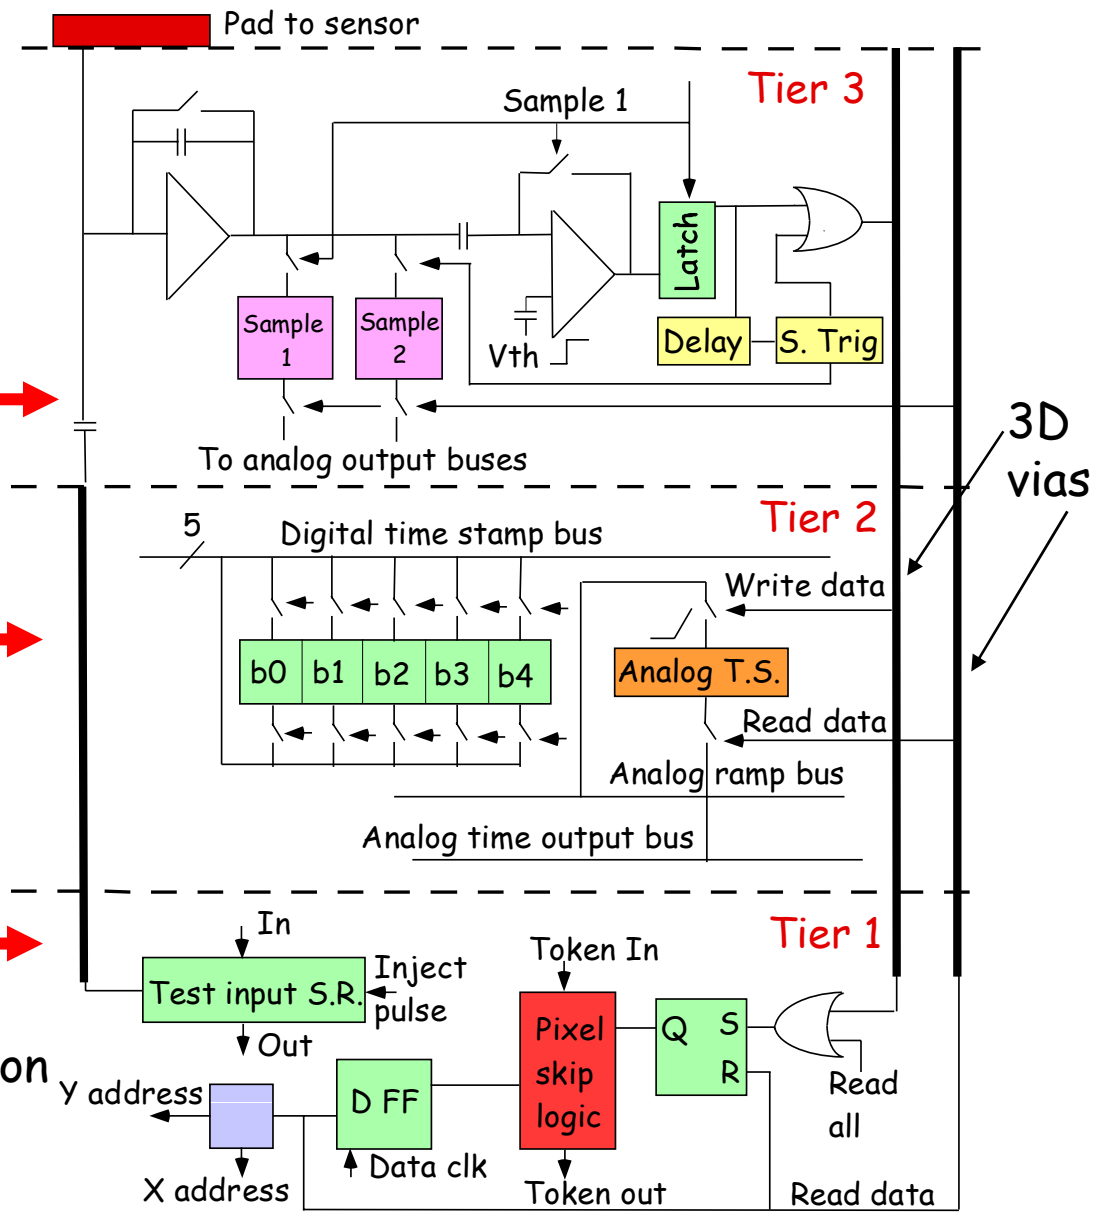 Pad to sensor
Tier 3
Sample 1
Latch
Sample
1
Sample
2
Vth
Delay
S. Trig
To analog output buses
3D
vias
Tier 2
5
Digital time stamp bus
Write data
b0 b1 b2 b3 b4
Analog T.S.
Read data
Analog ramp bus
Analog time output bus
Tier 1
In
Token In
Test input S.R.
Inject
pulse
Out
Pixel
skip
logic
Q S
R
Read
all
on
Y address
D FF
Data clk
X address
Token out
Read data